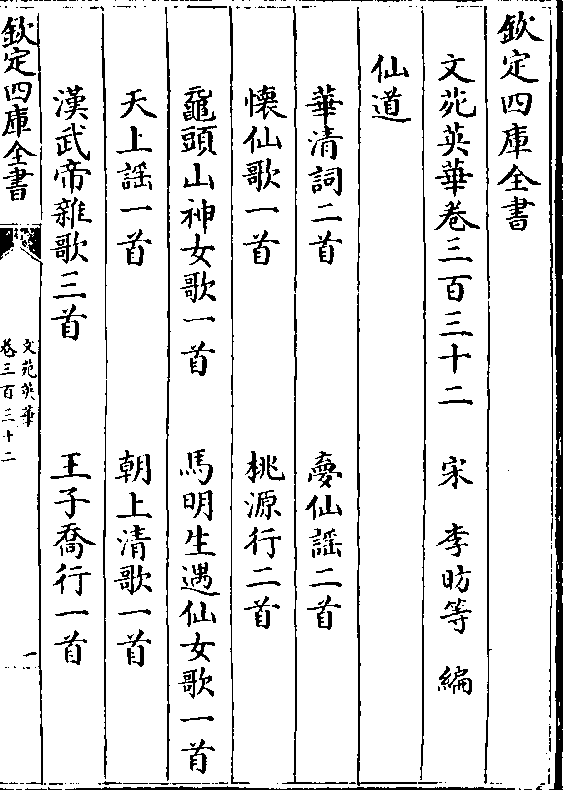 欽定四庫全書
文苑英華卷三百三十二　宋　李昉等　編
仙道
華清詞二首　夢仙謡二首
懐仙歌一首　桃源行二首
龜頭山神女歌一首　馬明生遇仙女歌一首
天上謡一首　朝上清歌一首
漢武帝雜歌三首　王子喬行一首
欽定四庫全書
文苑英華
卷三百三十二
一